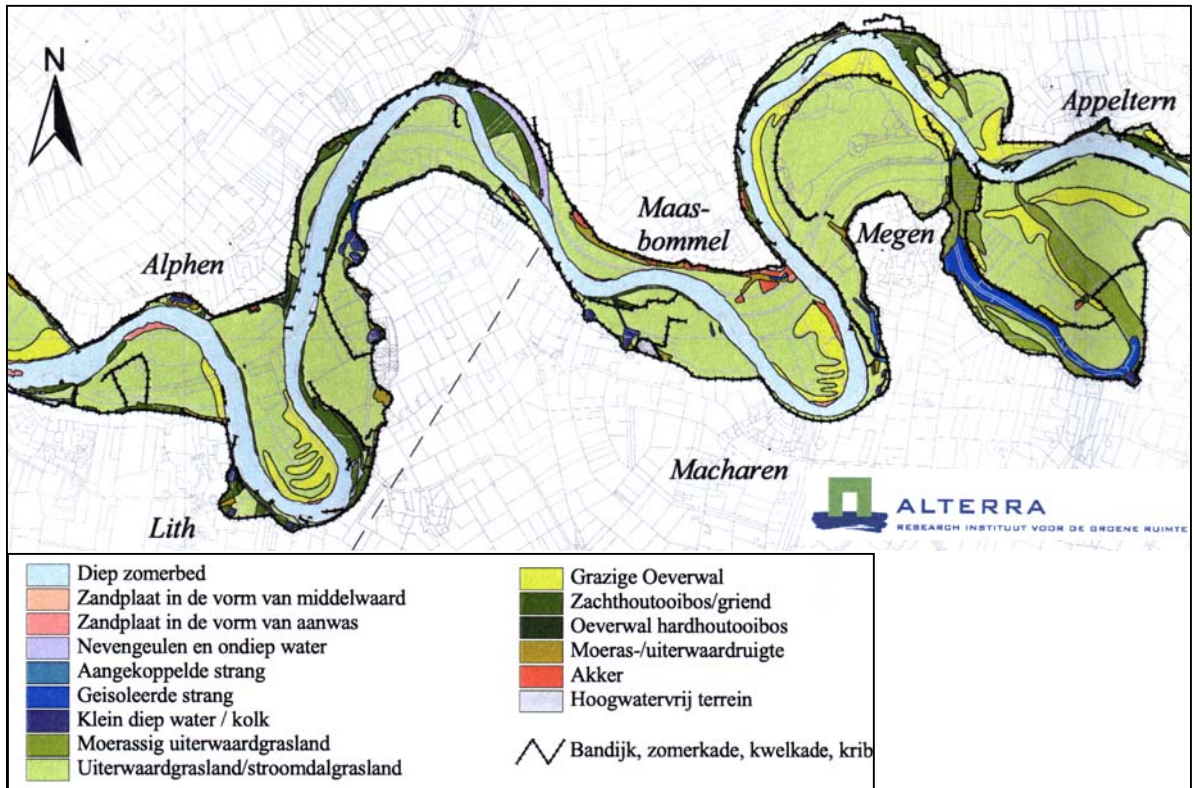 N
Appeltern
Maas-
bommel
Megen
Alphen
Macharen
Lith
ALTERRA
RESEARCH INSTITUUT VOOR DE GROENE RUIMTE
Diep zomerbed
Zandplaat in de vorm van middelwaard
Zandplaat in de vorm van aanwas
Nevengeulen en ondiep water
Aangekoppelde strang
Geisoleerde strang
Klein diep water / kolk
Moerassig uiterwaardgrasland
Uiterwaardgrasland/stroomdalgrasland
Grazige Oeverwal
Zachthoutooibos/griend
Oeverwal hardhoutooibos
Moeras-/uiterwaardruigte
Akker
Hoogwatervrij terrein
Bandijk, zomerkade, kwelkade, krib